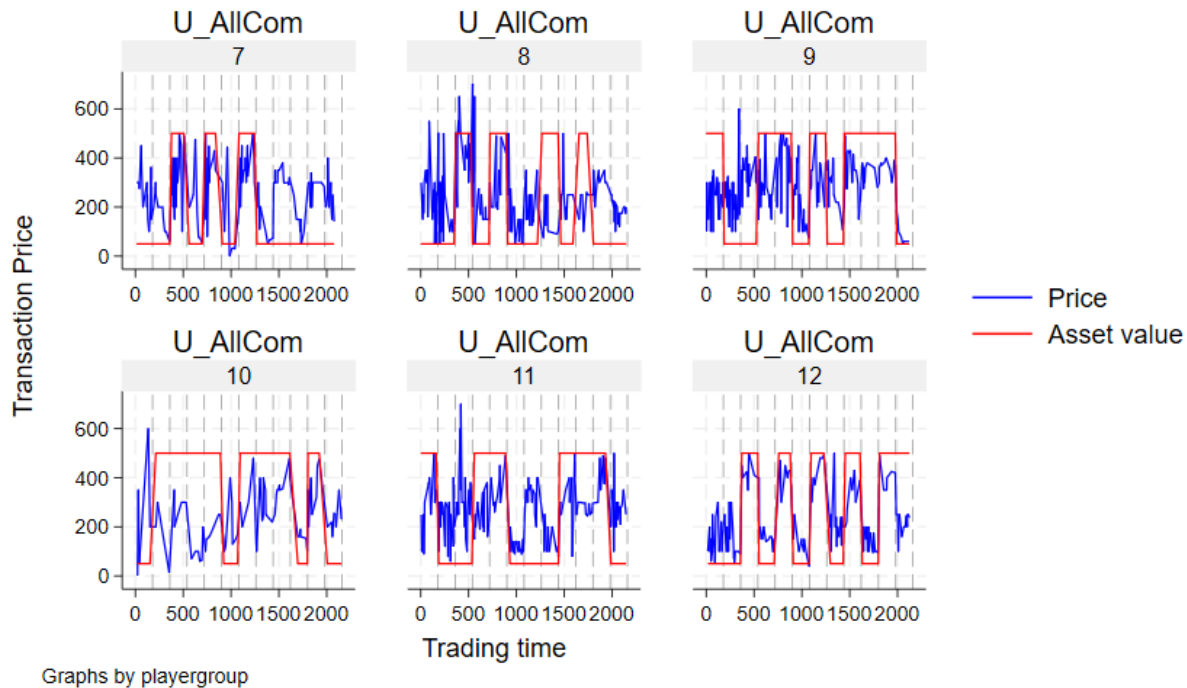 U_AllCom U_AllCom U_AllCom
7 8 9
600
400
200
0
0 500 1000 1500 2000 0 500 1000 1500 2000 0 500 1000 1500 2000
Transaction Price
Price
Asset value
U_AllCom U_AllCom U_AllCom
10 11 12
600
400
200
0
0 500 1000 1500 2000 0 500 1000 1500 2000 0 500 1000 1500 2000
Trading time
Graphs by playergroup